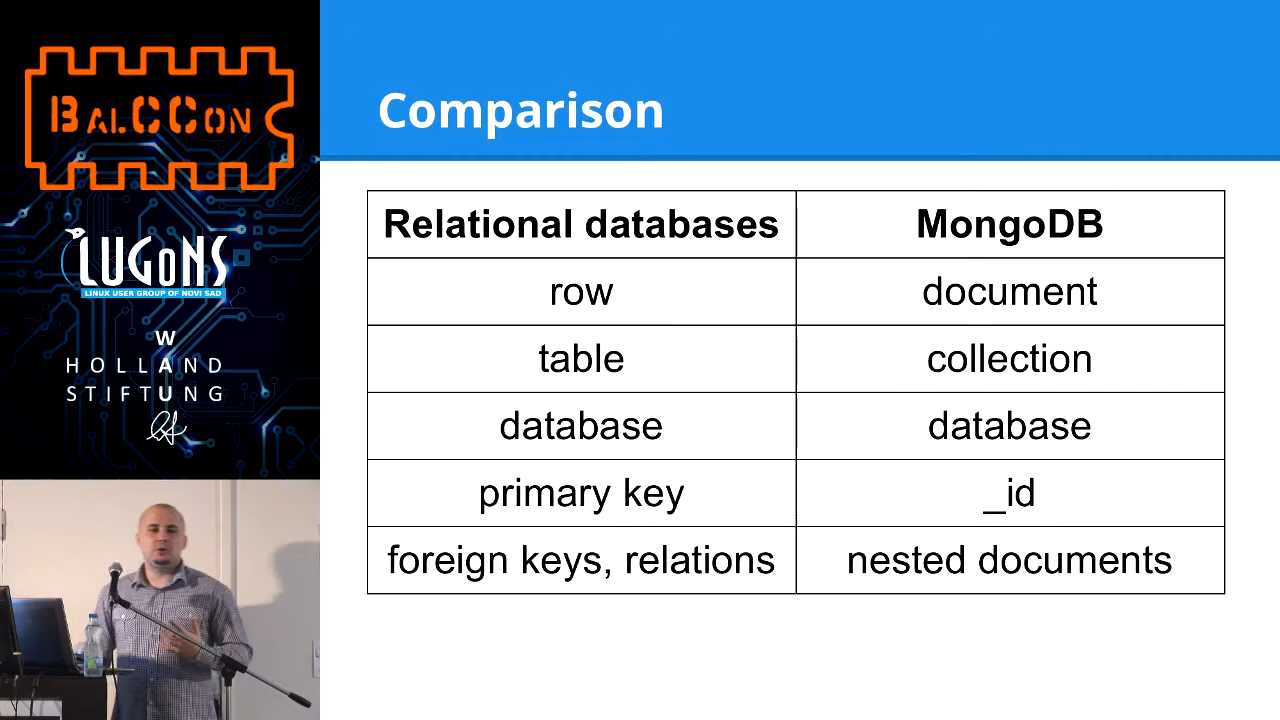 BALCCON
LUGONS
LINUX USER GROUP OF NOVI SAD
W
HOLLAND
STIFTUNG
Comparison
Relational databases MongoDB
row document
table collection
database database
primary key _id
foreign keys, relations nested documents